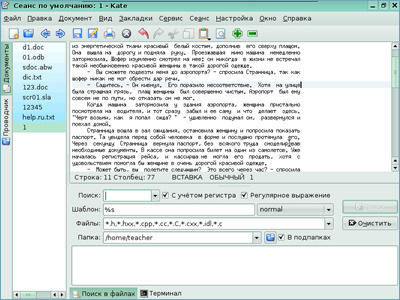 Сеанс по умолчанию: 1 - Kate
Файл Правка Документ Вид Закладки Сервис Сеанс Настройка Окно Справка
Документы
Проводник
d1.doc
01.odb
sdoc.abw
dic.txt
123.doc
scr01.sla
12345
help.ru.txt
1
из энергетической ткани красивый белый костюм, дополнив его сверху плащом.
Она вышла на дорогу и подняла руку. Проезжавшая мимо машина немедленно
затормозила. Шофер изумленно смотрел на нее: он никогда в жизни не встречал
такой необыкновенно красивой женщины в такой дорогой одежде.
- Вы сможете подвезти меня до аэропорта? - спросила Страница, так как
шофер никак не мог обрести дар речи.
- Садитесь, - Он кивнул, Его поразило несоответствие, Хотя на улице
была страшная грязь, плащ женщины был совершенно чистым, Аэропорт был ему
совсем не по пути, но отказать он не мог.
Когда машина затормозила у здания аэропорта, женщина пристально
посмотрела на водителя, и тот сразу забыл и ее саму и что делает здесь,
"Черт возьми, как я попал сюда?" - удивленно подумал он, развернулся и
поехал домой.
Страница вошла в зал ожидания, остановила женщину и попросила показать
паспорт. Та увидела перед собой человека в форме и послушно протянула его,
Через секунду Страница вернула паспорт, без всякого труда смоделировав
необходимые документы. В кассе она попросила билет на один из самолетов. Уже
началась регистрация рейса, и кассирша не могла его продать, хотя с
удовольствием помогла бы женщине в очень дорогой красивой одежде,
- Может быть, вы полетите следующим? Это всего через час? - спросила
Строка: 11 Столбец: 77 ВСТАВКА ОБЫЧНЫЙ 1
Поиск: С учётом регистра Регулярное выражение
Шаблон: %s normal
Файлы: *.h,*.hxx,*.cpp,*.cc,*.C,*.cxx,*.idl,*.c Очистить
Папка: /home/teacher В подпапках
Поиск в файлах Терминал